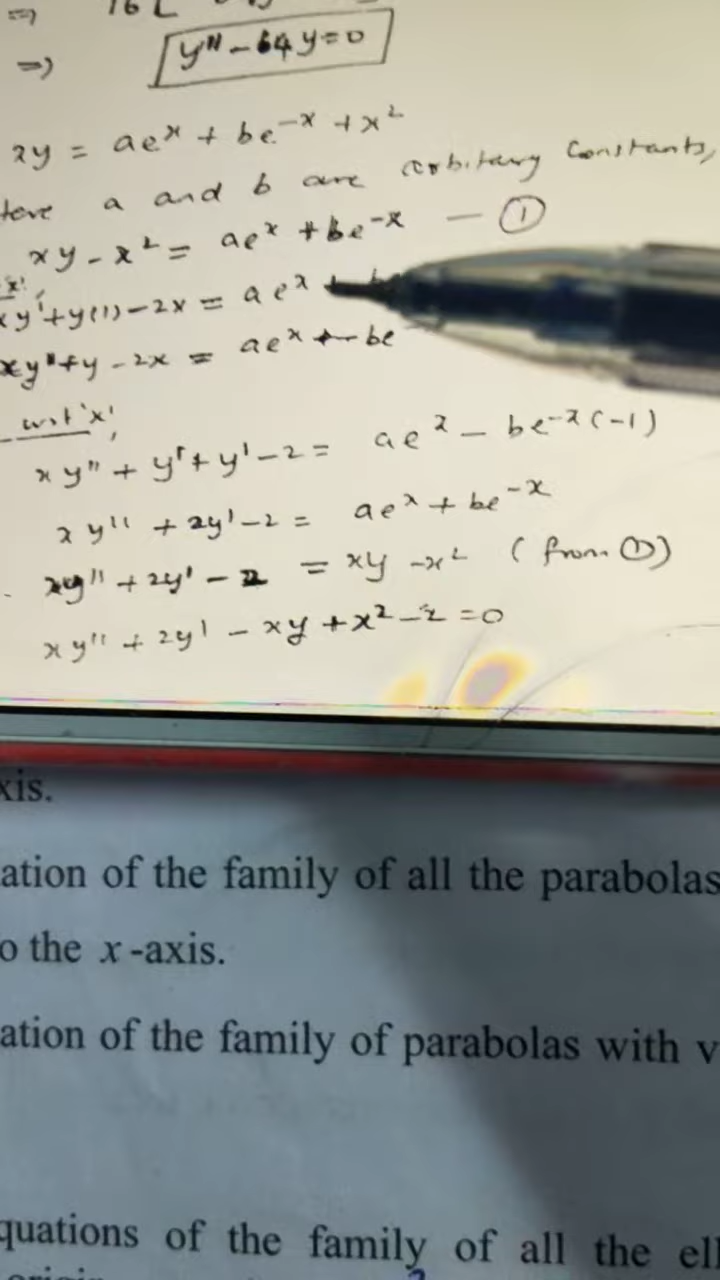 ⇒ 16
⇒ y" - 64y=0
xy = ae^x + be^-x + x²
a and b are arbitrary Constants,
xy - x² = ae^x + be^-x — ①
xy'+y(1)-2x = ae^x
xy"+y-2x = ae^x - be
w.r.t 'x',
xy" + y'+y'-2 = ae^x - be^-x(-1)
xy" + 2y'-2 = ae^x + be^-x
xy" + 2y' - 2 = xy -x² (from ①)
xy" + 2y' - xy + x² - 2 = 0
xis.
ation of the family of all the parabolas
o the x-axis.
ation of the family of parabolas with v
quations of the family of all the ell